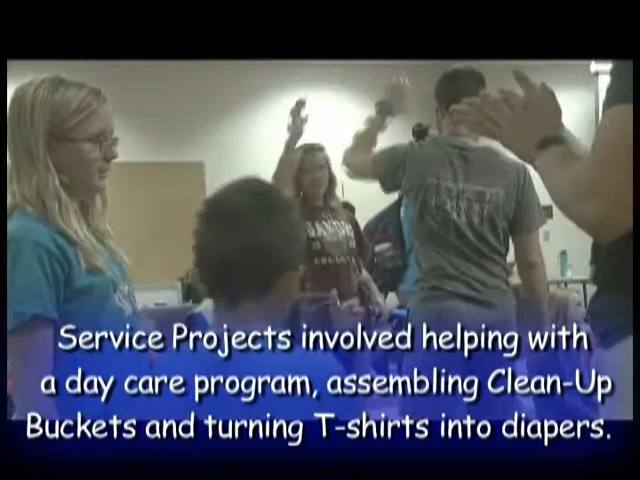 Service Projects involved helping with
a day care program, assembling Clean-Up
Buckets and turning T-shirts into diapers.